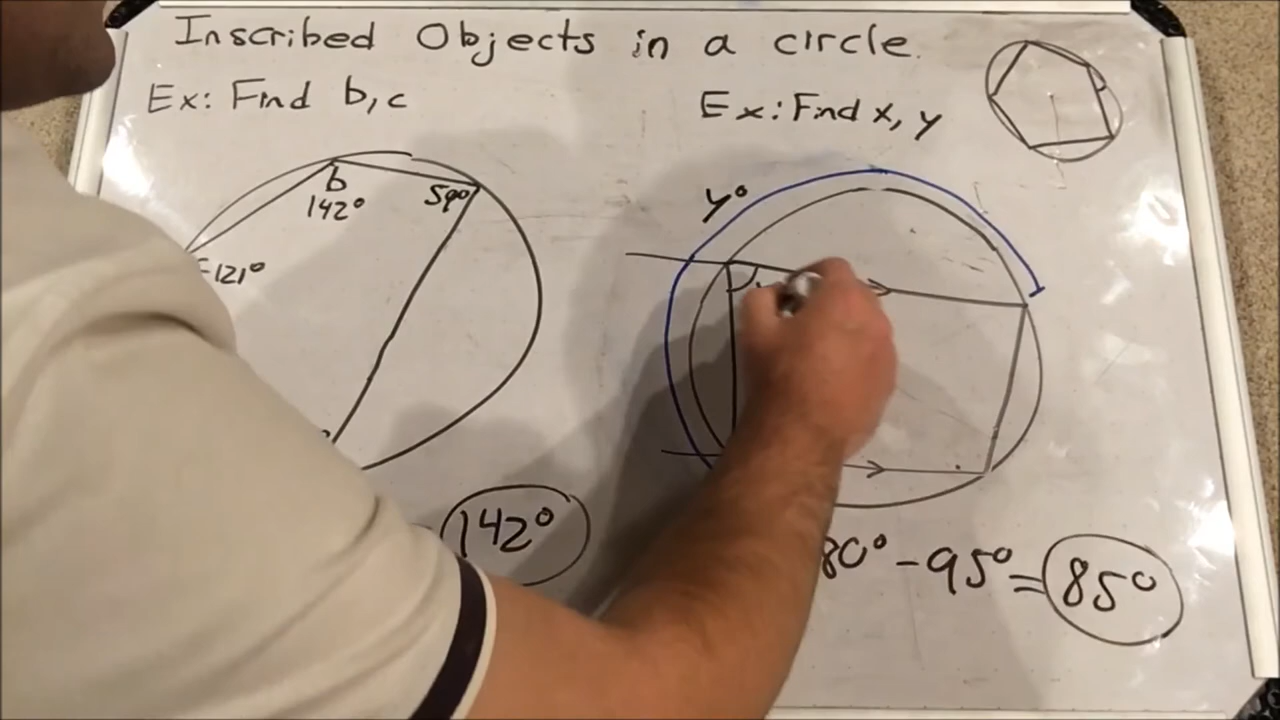 Inscribed Objects in a circle.
Ex: Find b, c
Ex: Find x, y
b
142°
59°
121°
y°
142°
80° - 95° = 85°